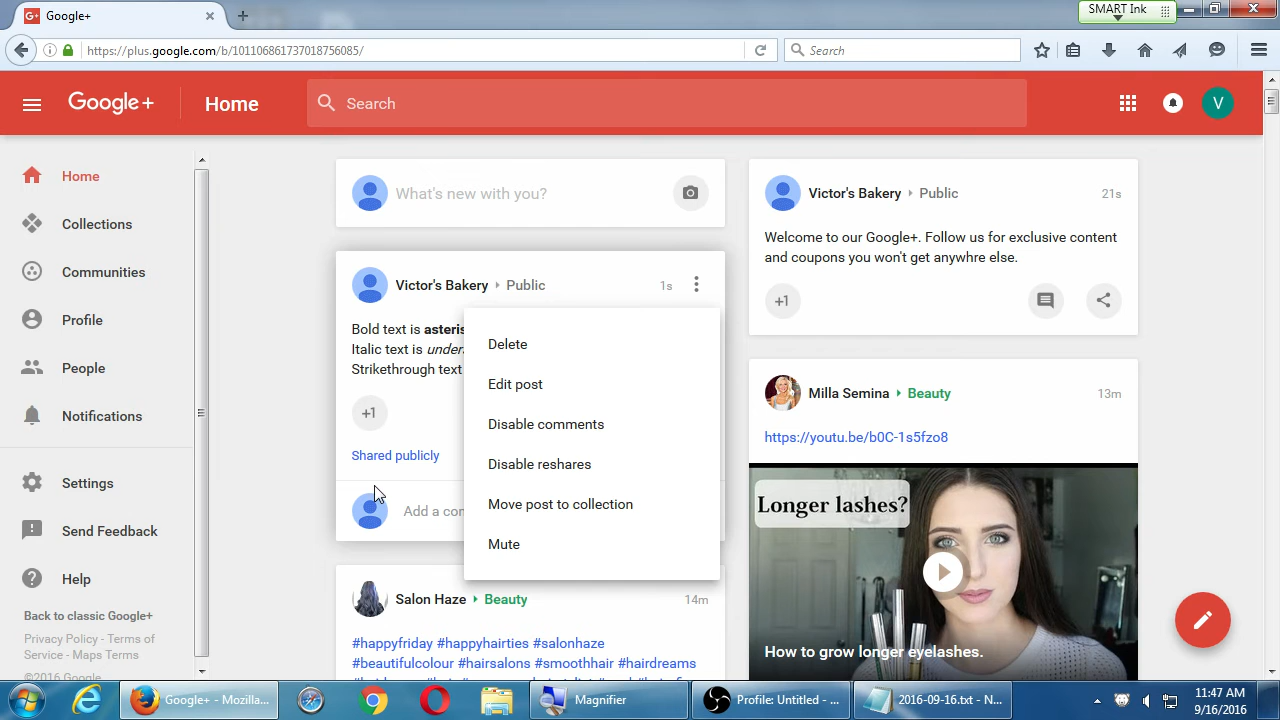 Google+
SMART Ink
https://plus.google.com/b/101106861737018756085/
Search
Google+
Home
Search
V
Home
Collections
Communities
Profile
People
Notifications
Settings
Send Feedback
Help
Back to classic Google+
Privacy Policy - Terms of
Service - Maps Terms
©2016 Google
What's new with you?
Victor's Bakery Public 1s
Bold text is asteris
Italic text is under
Strikethrough text
+1
Shared publicly
Add a con
Delete
Edit post
Disable comments
Disable reshares
Move post to collection
Mute
Salon Haze Beauty 14m
#happyfriday #happyhairties #salonhaze
#beautifulcolour #hairsalons #smoothhair #hairdreams
Victor's Bakery Public 21s
Welcome to our Google+. Follow us for exclusive content
and coupons you won't get anywhre else.
+1
Milla Semina Beauty 13m
https://youtu.be/b0C-1s5fzo8
Longer lashes?
How to grow longer eyelashes.
Google+ - Mozilla...
Magnifier
Profile: Untitled - ...
2016-09-16.txt - N...
11:47 AM
9/16/2016